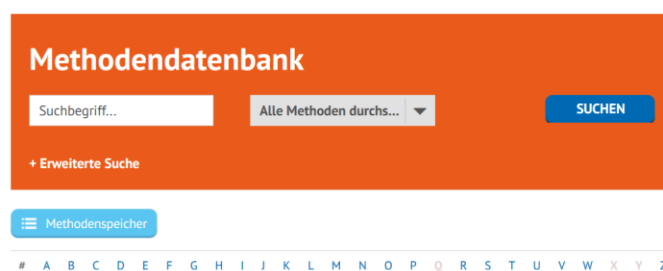 Methodendatenbank
Suchbegriff... Alle Methoden durchs... SUCHEN
+ Erweiterte Suche
Methodenspeicher
# A B C D E F G H I J K L M N O P Q R S T U V W X Y Z